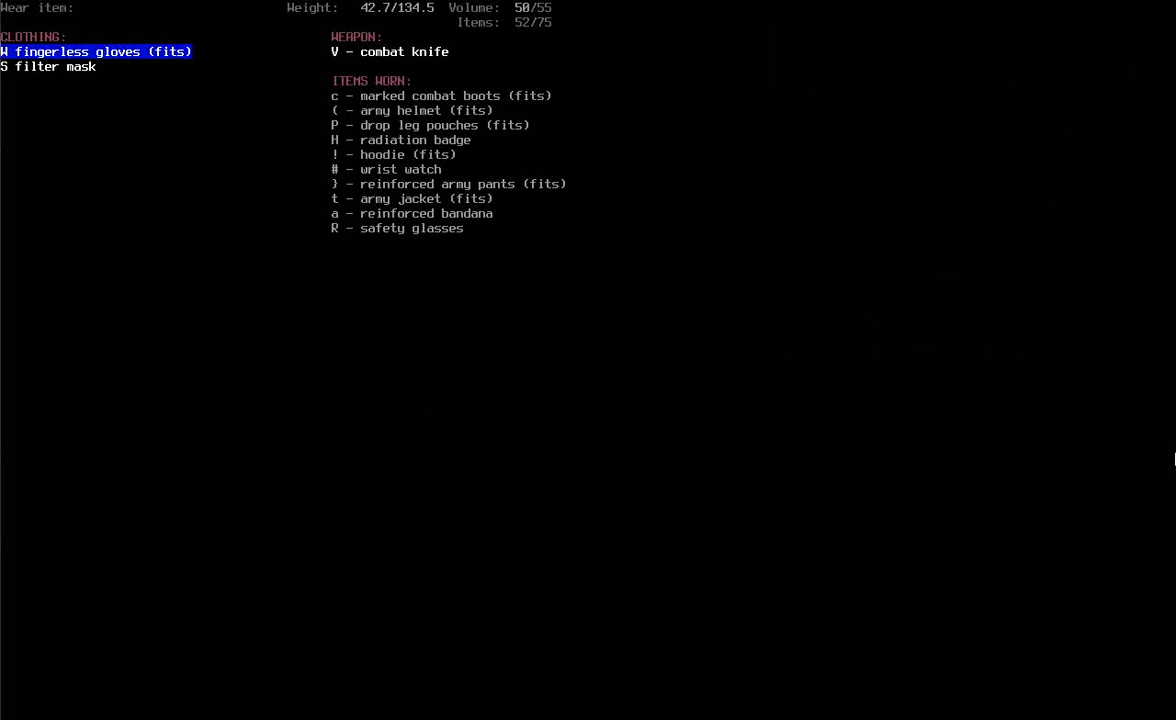 Wear item: Weight: 42.7/134.5 Volume: 50/55
Items: 52/75
CLOTHING: WEAPON:
W fingerless gloves (fits) V - combat knife
S filter mask
ITEMS WORN:
c - marked combat boots (fits)
( - army helmet (fits)
P - drop leg pouches (fits)
H - radiation badge
! - hoodie (fits)
# - wrist watch
} - reinforced army pants (fits)
t - army jacket (fits)
a - reinforced bandana
R - safety glasses